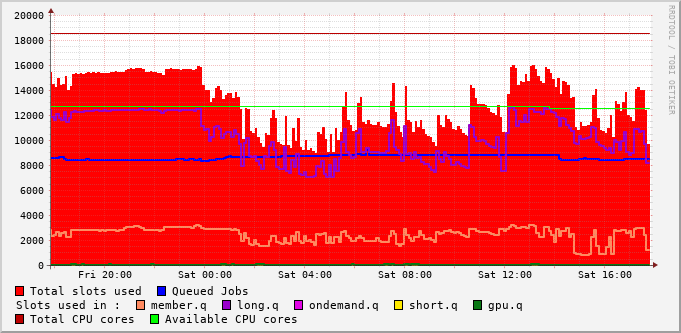 20000
18000
16000
14000
12000
10000
8000
6000
4000
2000
0
Fri 20:00 Sat 00:00 Sat 04:00 Sat 08:00 Sat 12:00 Sat 16:00
Total slots used Queued Jobs
Slots used in : member.q long.q ondemand.q short.q gpu.q
Total CPU cores Available CPU cores
RRDTOOL / TOBI OETIKER